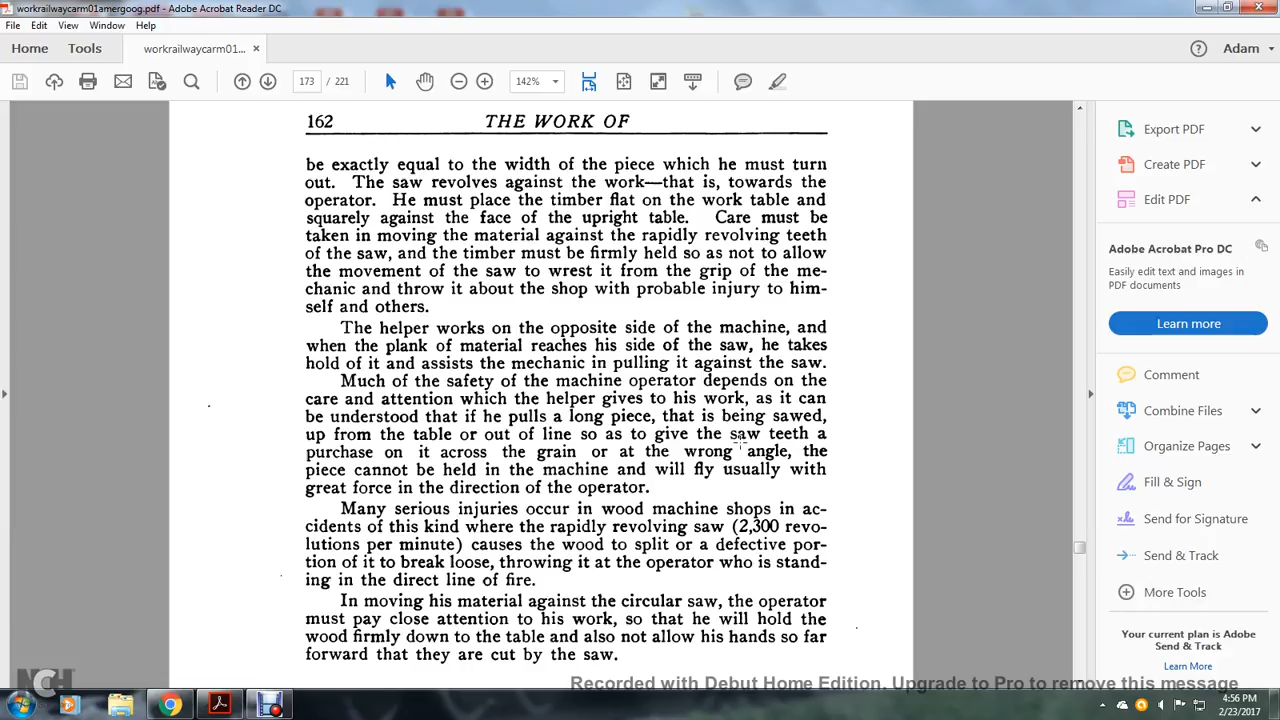 workrailwaycarm01amergoog.pdf - Adobe Acrobat Reader DC
File Edit View Window Help
Home Tools workrailwaycarm01... × Adam
173 / 221 142%
162 THE WORK OF
be exactly equal to the width of the piece which he must turn
out. The saw revolves against the work—that is, towards the
operator. He must place the timber flat on the work table and
squarely against the face of the upright table. Care must be
taken in moving the material against the rapidly revolving teeth
of the saw, and the timber must be firmly held so as not to allow
the movement of the saw to wrest it from the grip of the me-
chanic and throw it about the shop with probable injury to him-
self and others.
The helper works on the opposite side of the machine, and
when the plank of material reaches his side of the saw, he takes
hold of it and assists the mechanic in pulling it against the saw.
Much of the safety of the machine operator depends on the
care and attention which the helper gives to his work, as it can
be understood that if he pulls a long piece, that is being sawed,
up from the table or out of line so as to give the saw teeth a
purchase on it across the grain or at the wrong angle, the
piece cannot be held in the machine and will fly usually with
great force in the direction of the operator.
Many serious injuries occur in wood machine shops in ac-
cidents of this kind where the rapidly revolving saw (2,300 revo-
lutions per minute) causes the wood to split or a defective por-
tion of it to break loose, throwing it at the operator who is stand-
ing in the direct line of fire.
In moving his material against the circular saw, the operator
must pay close attention to his work, so that he will hold the
wood firmly down to the table and also not allow his hands so far
forward that they are cut by the saw.
Export PDF
Create PDF
Edit PDF
Adobe Acrobat Pro DC
Easily edit text and images in
PDF documents
Learn more
Comment
Combine Files
Organize Pages
Fill & Sign
Send for Signature
Send & Track
More Tools
Your current plan is Adobe
Send & Track
Learn More
NCH
Recorded with Debut Home Edition. Upgrade to Pro to remove this message
4:56 PM
2/23/2017